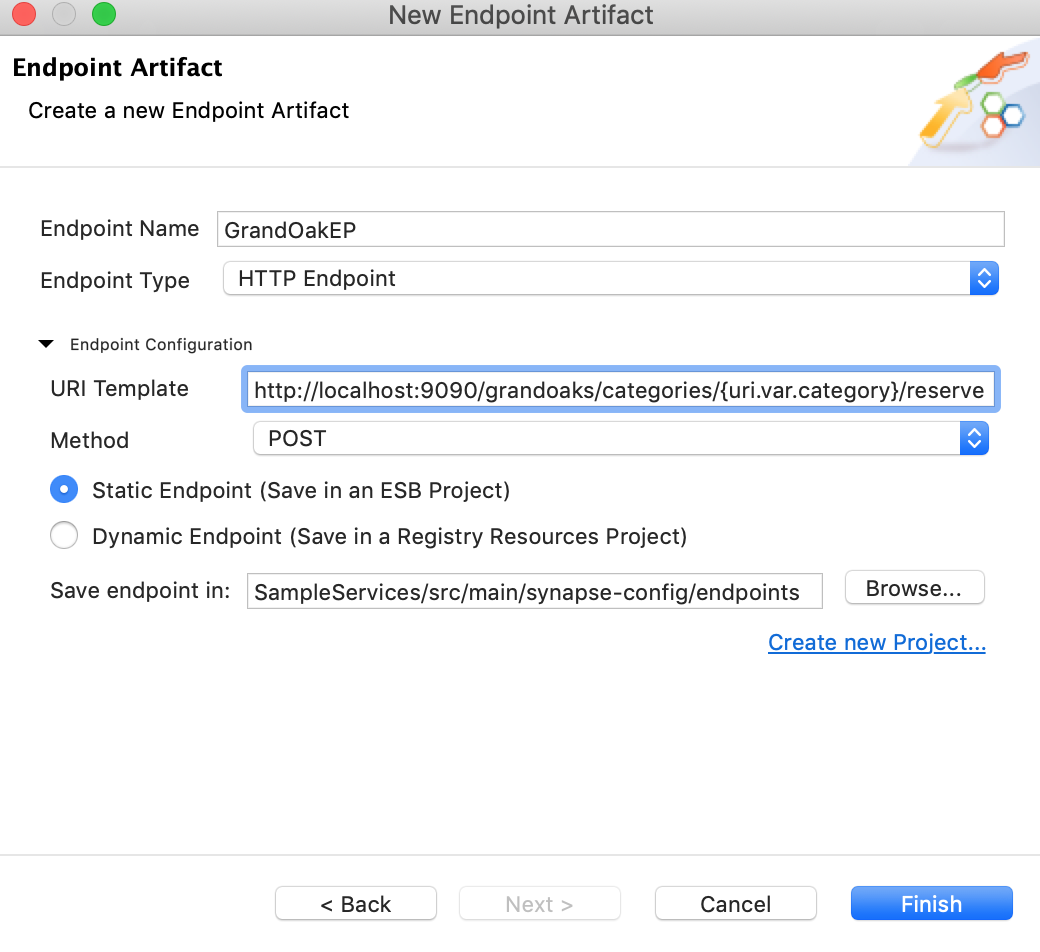 New Endpoint Artifact
Endpoint Artifact
Create a new Endpoint Artifact
Endpoint Name GrandOakEP
Endpoint Type HTTP Endpoint
Endpoint Configuration
URI Template http://localhost:9090/grandoaks/categories/{uri.var.category}/reserve
Method POST
Static Endpoint (Save in an ESB Project)
Dynamic Endpoint (Save in a Registry Resources Project)
Save endpoint in: SampleServices/src/main/synapse-config/endpoints Browse...
Create new Project...
< Back Next > Cancel Finish